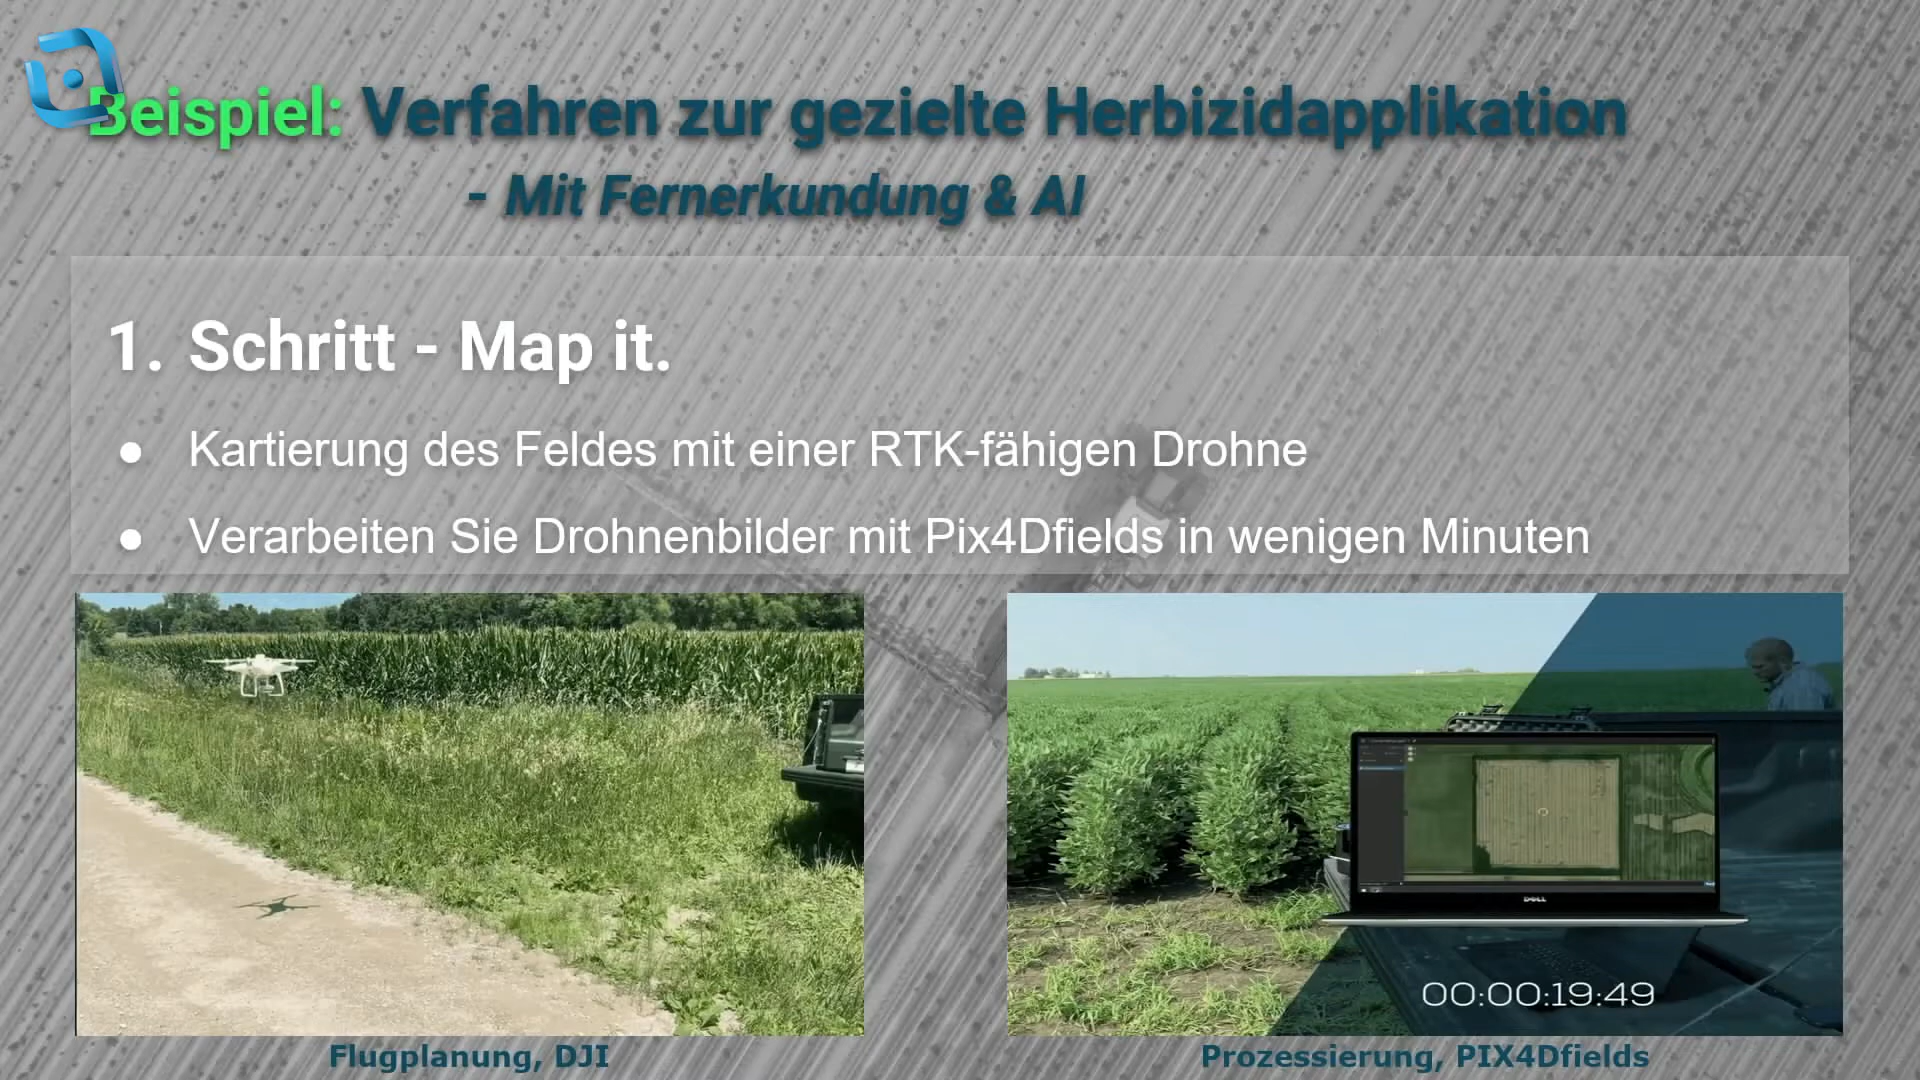 Beispiel: Verfahren zur gezielte Herbizidapplikation
- Mit Fernerkundung & AI
1. Schritt - Map it.
● Kartierung des Feldes mit einer RTK-fähigen Drohne
● Verarbeiten Sie Drohnenbilder mit Pix4Dfields in wenigen Minuten
DELL
00:00:19:49
Flugplanung, DJI
Prozessierung, PIX4Dfields